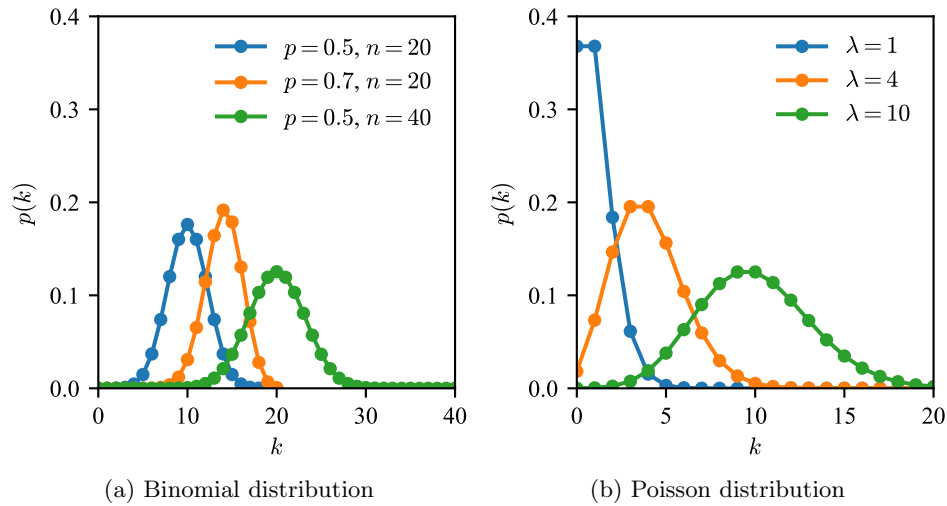 0.4
0.3
0.2
0.1
0.0
p(k)
0
10
20
30
40
k
p = 0.5, n = 20
p = 0.7, n = 20
p = 0.5, n = 40
(a) Binomial distribution
0.4
0.3
0.2
0.1
0.0
p(k)
0
5
10
15
20
k
λ = 1
λ = 4
λ = 10
(b) Poisson distribution